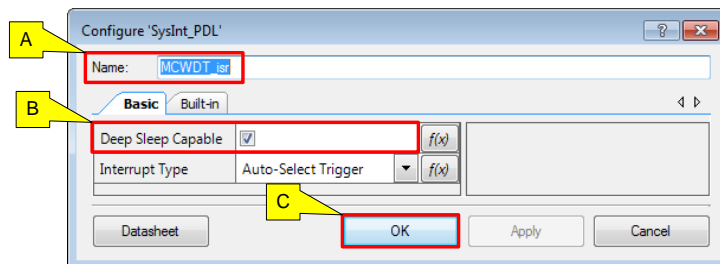 Configure 'SysInt_PDL'
A
Name: MCWDT_isr
Basic Built-in
B
Deep Sleep Capable f(x)
Interrupt Type Auto-Select Trigger f(x)
C
Datasheet OK Apply Cancel